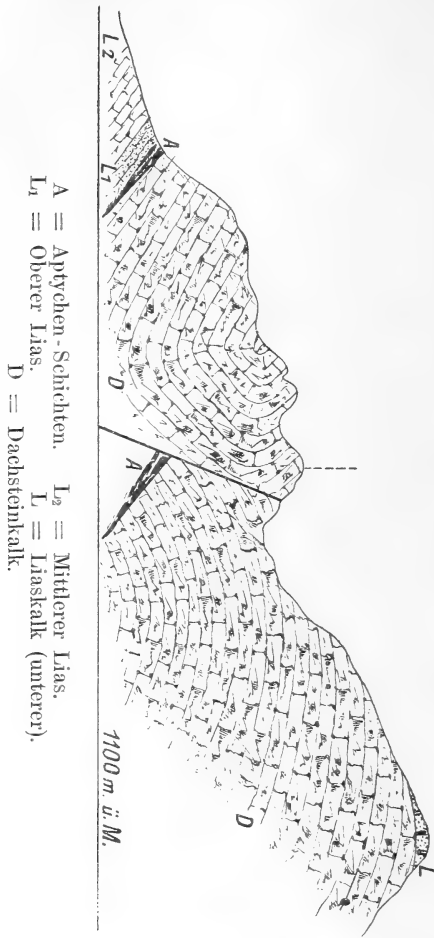 L2
L1
A
D
A
D
L
1100 m. ü. M.
A = Aptychen-Schichten. L₂ = Mittlerer Lias.
L₁ = Oberer Lias. L = Liaskalk (unterer).
D = Dachsteinkalk.